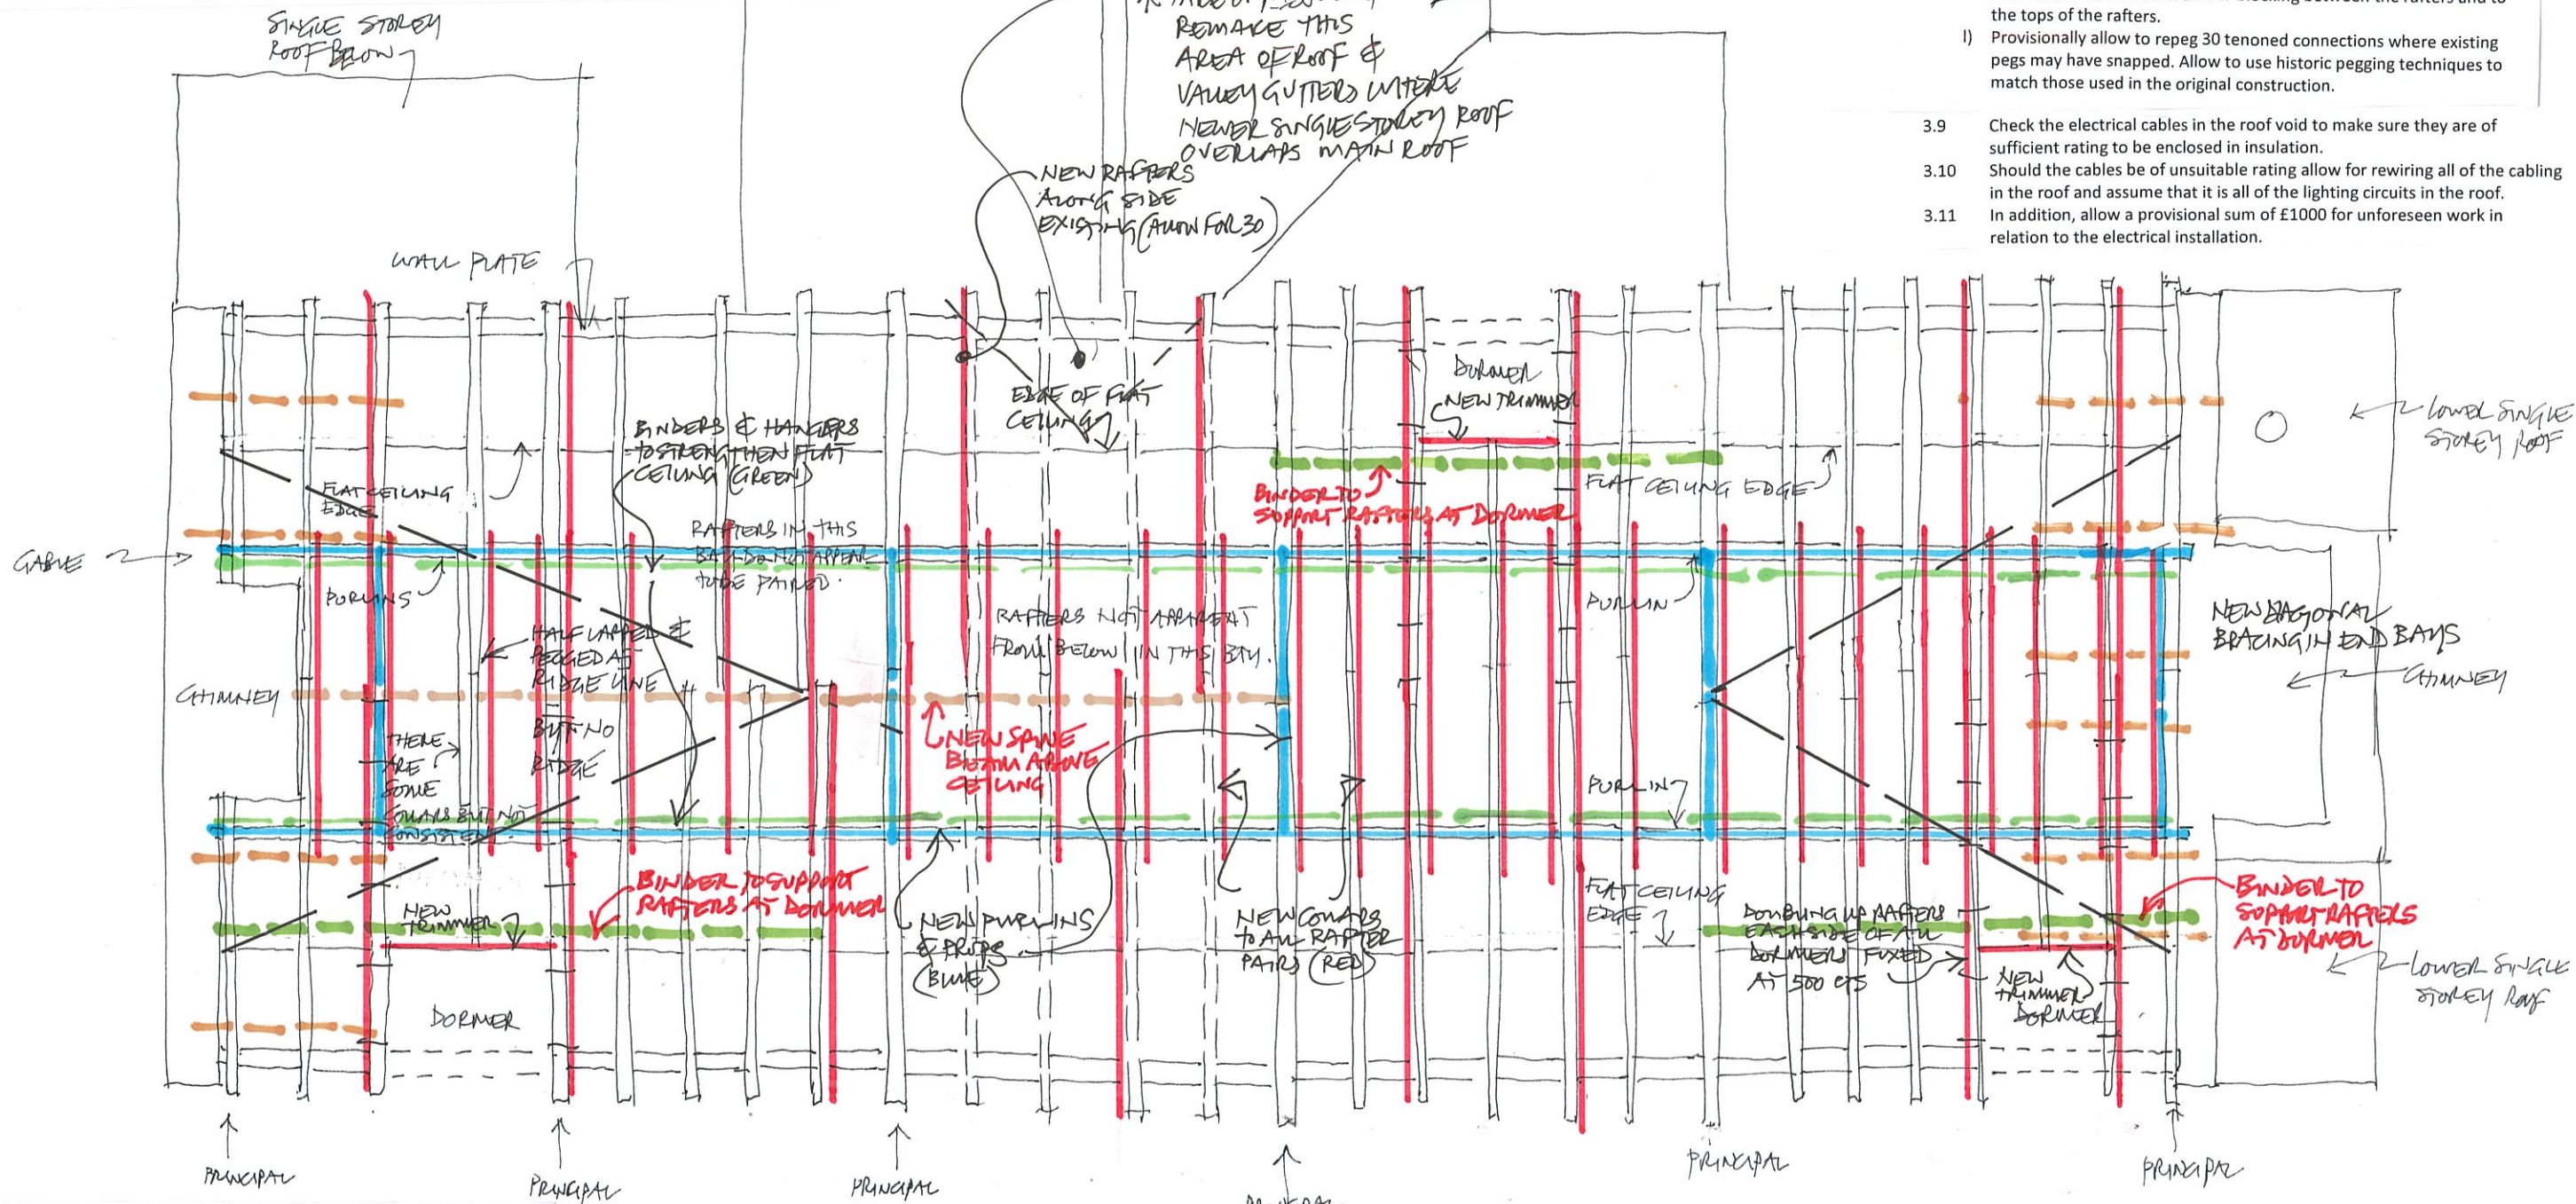 SINGLE STOREY
ROOF BELOW
REMAKE THIS
AREA OF ROOF &
VALLEY GUTTERS WHERE
NEWER SINGLE STOREY ROOF
OVERLAPS MAIN ROOF
the tops of the rafters.
l) Provisionally allow to repeg 30 tenoned connections where existing
pegs may have snapped. Allow to use historic pegging techniques to
match those used in the original construction.
3.9 Check the electrical cables in the roof void to make sure they are of
sufficient rating to be enclosed in insulation.
3.10 Should the cables be of unsuitable rating allow for rewiring all of the cabling
in the roof and assume that it is all of the lighting circuits in the roof.
3.11 In addition, allow a provisional sum of £1000 for unforeseen work in
relation to the electrical installation.
NEW RAFTERS
ALONG SIDE
EXISTING (ALLOW FOR 30)
WALL PLATE
EDGE OF FLAT
CEILING
DORMER
NEW TRIMMER
LOWER SINGLE
STOREY ROOF
BINDERS & HANGERS
TO STRENGTHEN FLAT
CEILING (GREEN)
FLAT CEILING
EDGE
BINDER TO
SUPPORT RAFTERS AT DORMER
FLAT CEILING EDGE
RAFTERS IN THIS
BAY DO NOT APPEAR
TO BE PAIRED.
GABLE
PURLINS
PURLIN
RAFTERS NOT APPARENT
FROM BELOW IN THIS BAY.
NEW DIAGONAL
BRACING IN END BAYS
HALF LAPPED &
PEGGED AT
RIDGE LINE
BUT NO
RIDGE
CHIMNEY
CHIMNEY
THERE
ARE
SOME
COLLARS BUT NOT
CONSISTENT
NEW SPINE
BEAM ABOVE
CEILING
PURLIN
BINDER TO SUPPORT
RAFTERS AT DORMER
NEW
TRIMMER
NEW PURLINS
& PROPS
(BLUE)
NEW COLLARS
TO ALL RAFTER
PAIRS (RED)
FLAT CEILING
EDGE
DOUBLING UP RAFTERS
EACH SIDE OF ALL
DORMERS FIXED
AT 500 CTS
BINDER TO
SUPPORT RAFTERS
AT DORMER
NEW
TRIMMER
DORMER
LOWER SINGLE
STOREY ROOF
DORMER
PRINCIPAL
PRINCIPAL
PRINCIPAL
PRINCIPAL
PRINCIPAL